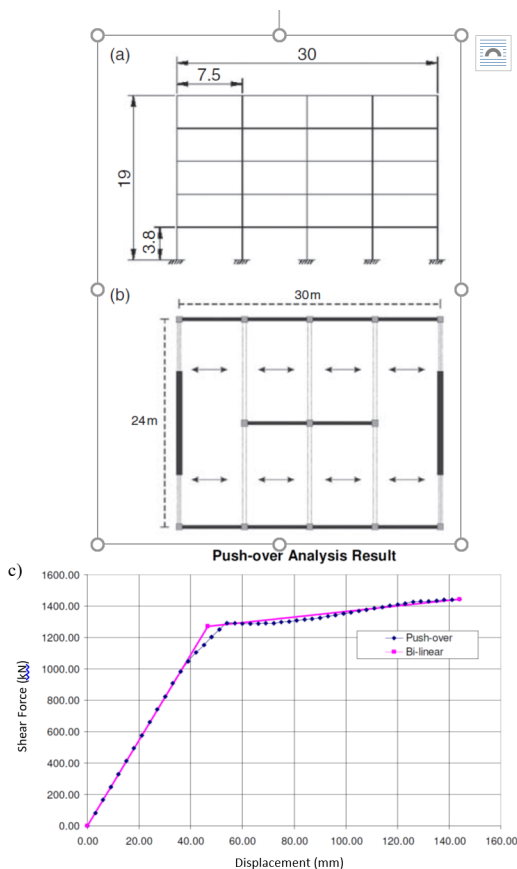 (a)
30
7.5
19
3.8
(b)
30m
24m
Push-over Analysis Result
c)
1600.00
1400.00
1200.00
1000.00
800.00
600.00
400.00
200.00
0.00
Shear Force (kN)
Push-over
Bi-linear
0.00 20.00 40.00 60.00 80.00 100.00 120.00 140.00 160.00
Displacement (mm)